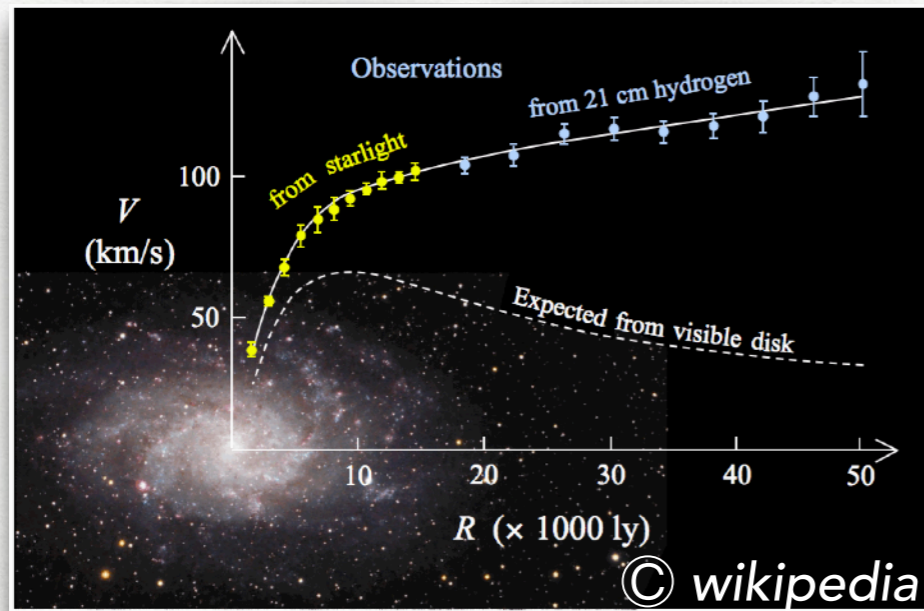 Observations
from 21 cm hydrogen
from starlight
100
V
(km/s)
50
Expected from visible disk
10
20
30
40
50
R (× 1000 ly)
© wikipedia